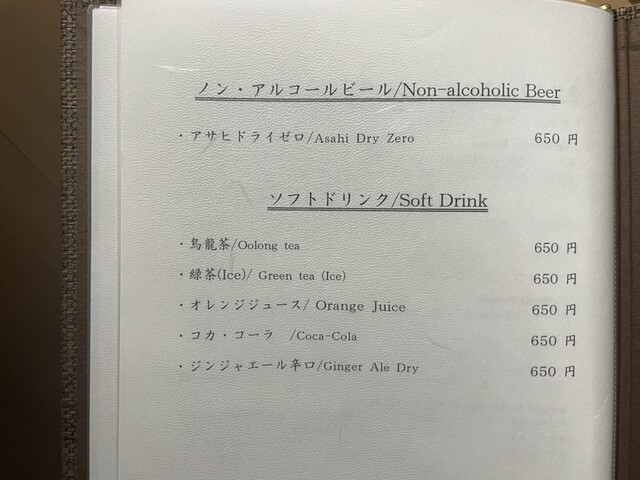 ノン・アルコールビール/Non-alcoholic Beer
・アサヒドライゼロ/Asahi Dry Zero 650 円
ソフトドリンク/Soft Drink
・烏龍茶/Oolong tea 650 円
・緑茶(Ice)/ Green tea (Ice) 650 円
・オレンジジュース/ Orange Juice 650 円
・コカ・コーラ　/Coca-Cola 650 円
・ジンジャエール辛口/Ginger Ale Dry 650 円